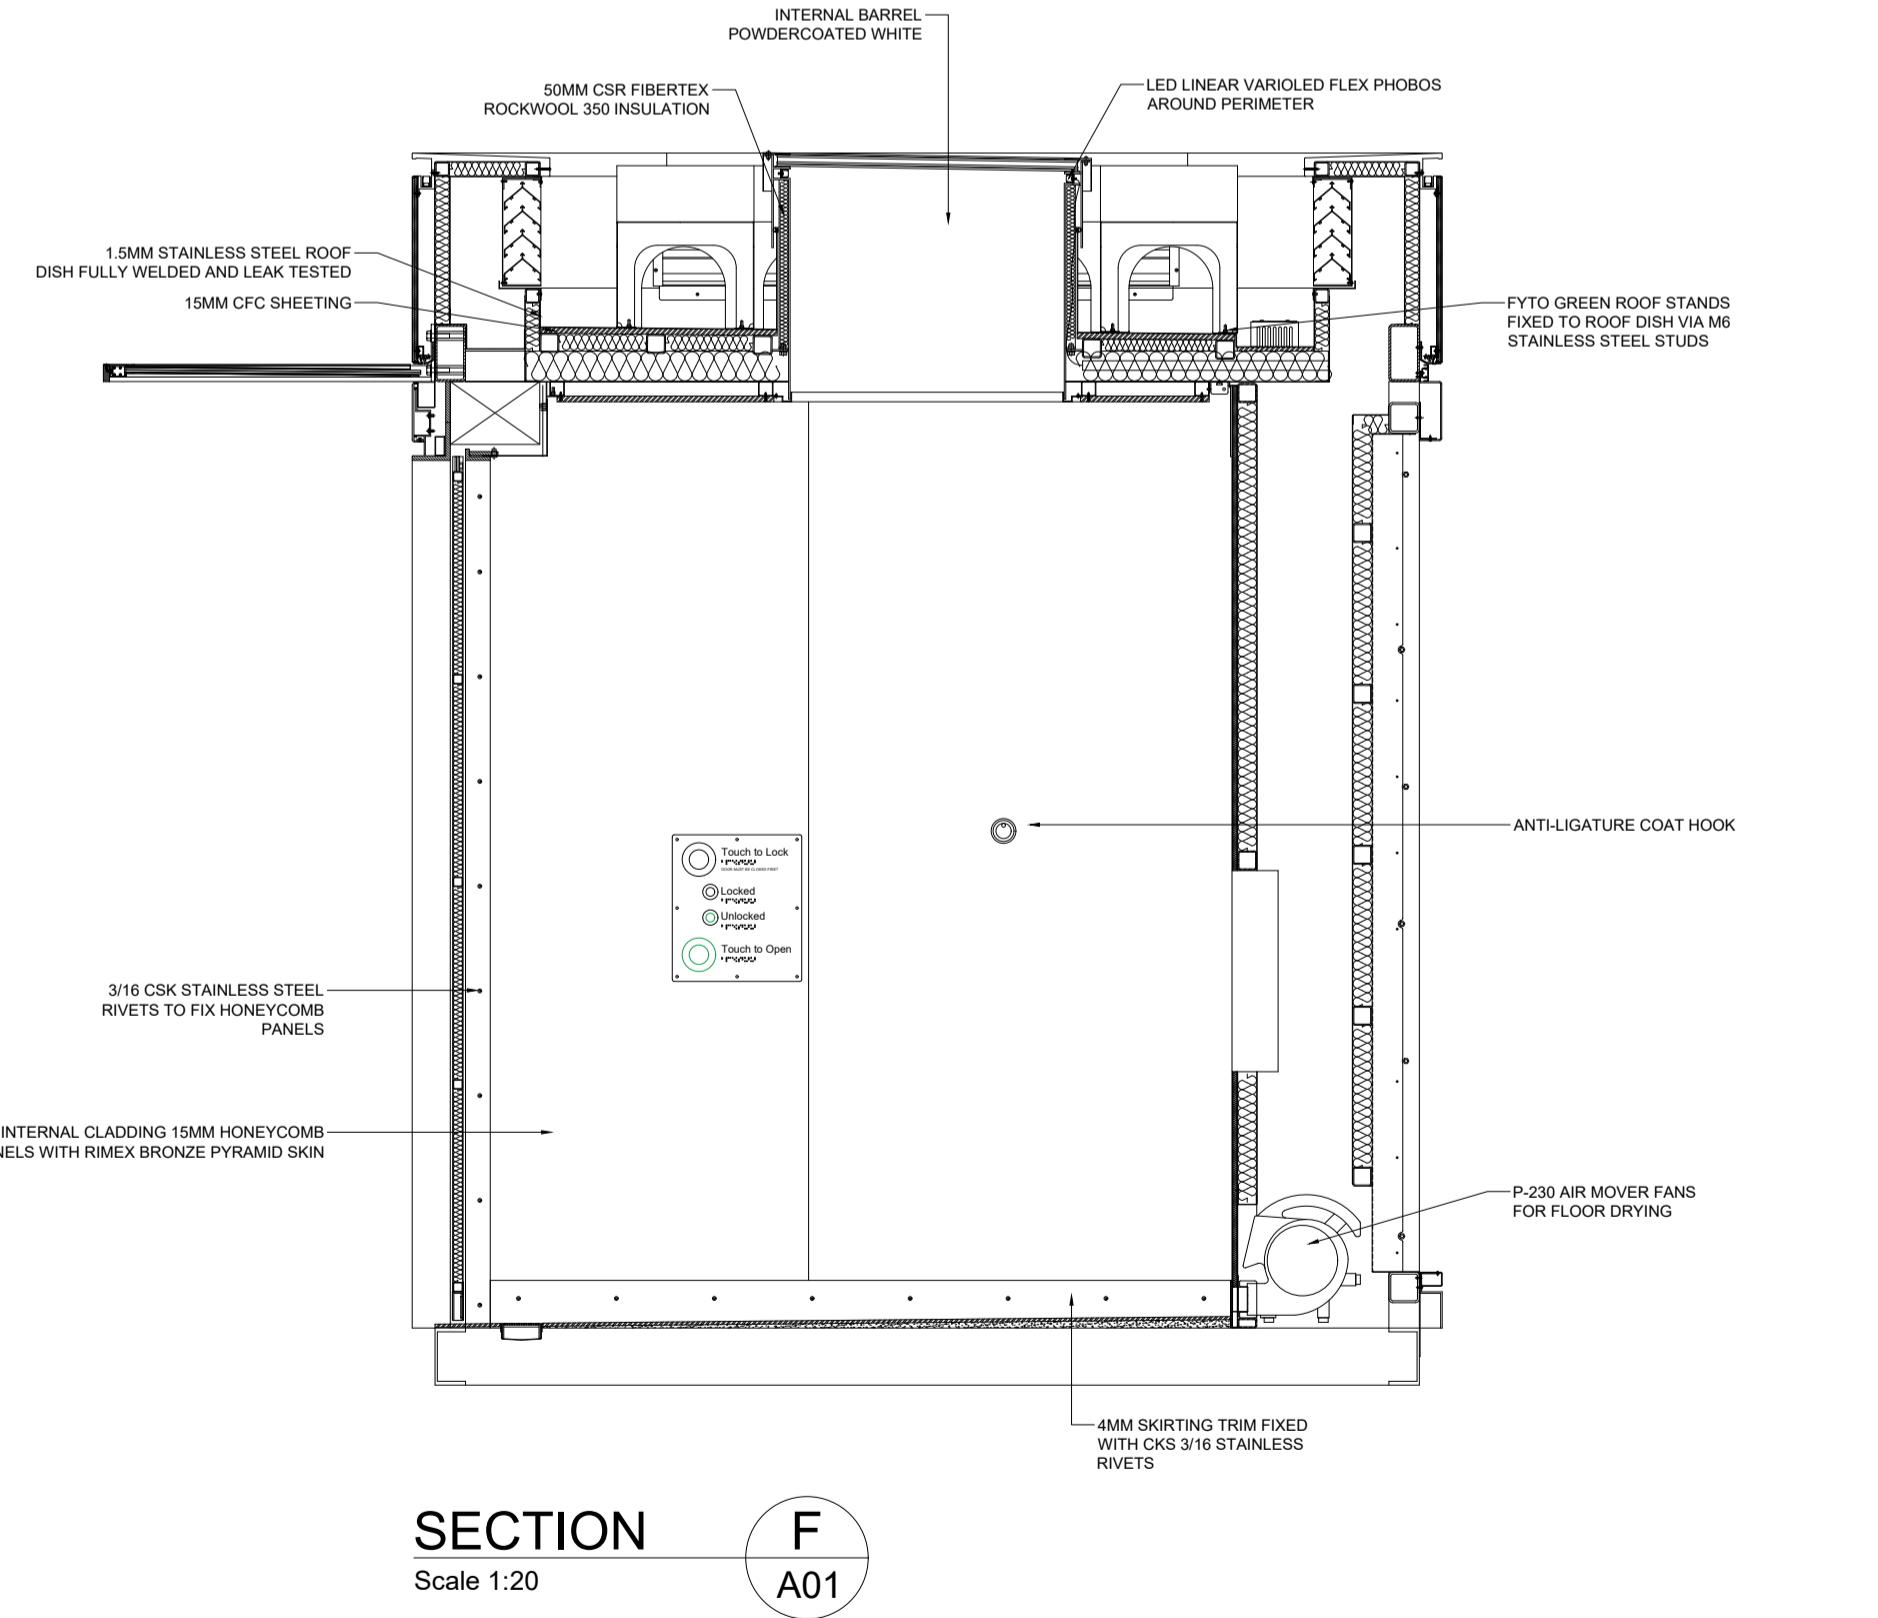 INTERNAL BARREL
POWDERCOATED WHITE
50MM CSR FIBERTEX
ROCKWOOL 350 INSULATION
LED LINEAR VARIOLED FLEX PHOBOS
AROUND PERIMETER
1.5MM STAINLESS STEEL ROOF
DISH FULLY WELDED AND LEAK TESTED
15MM CFC SHEETING
FYTO GREEN ROOF STANDS
FIXED TO ROOF DISH VIA M6
STAINLESS STEEL STUDS
ANTI-LIGATURE COAT HOOK
Touch to Lock
DOOR MUST BE CLOSED FIRST
Locked
Unlocked
Touch to Open
3/16 CSK STAINLESS STEEL
RIVETS TO FIX HONEYCOMB
PANELS
INTERNAL CLADDING 15MM HONEYCOMB
NELS WITH RIMEX BRONZE PYRAMID SKIN
P-230 AIR MOVER FANS
FOR FLOOR DRYING
4MM SKIRTING TRIM FIXED
WITH CKS 3/16 STAINLESS
RIVETS
SECTION
Scale 1:20
F
A01